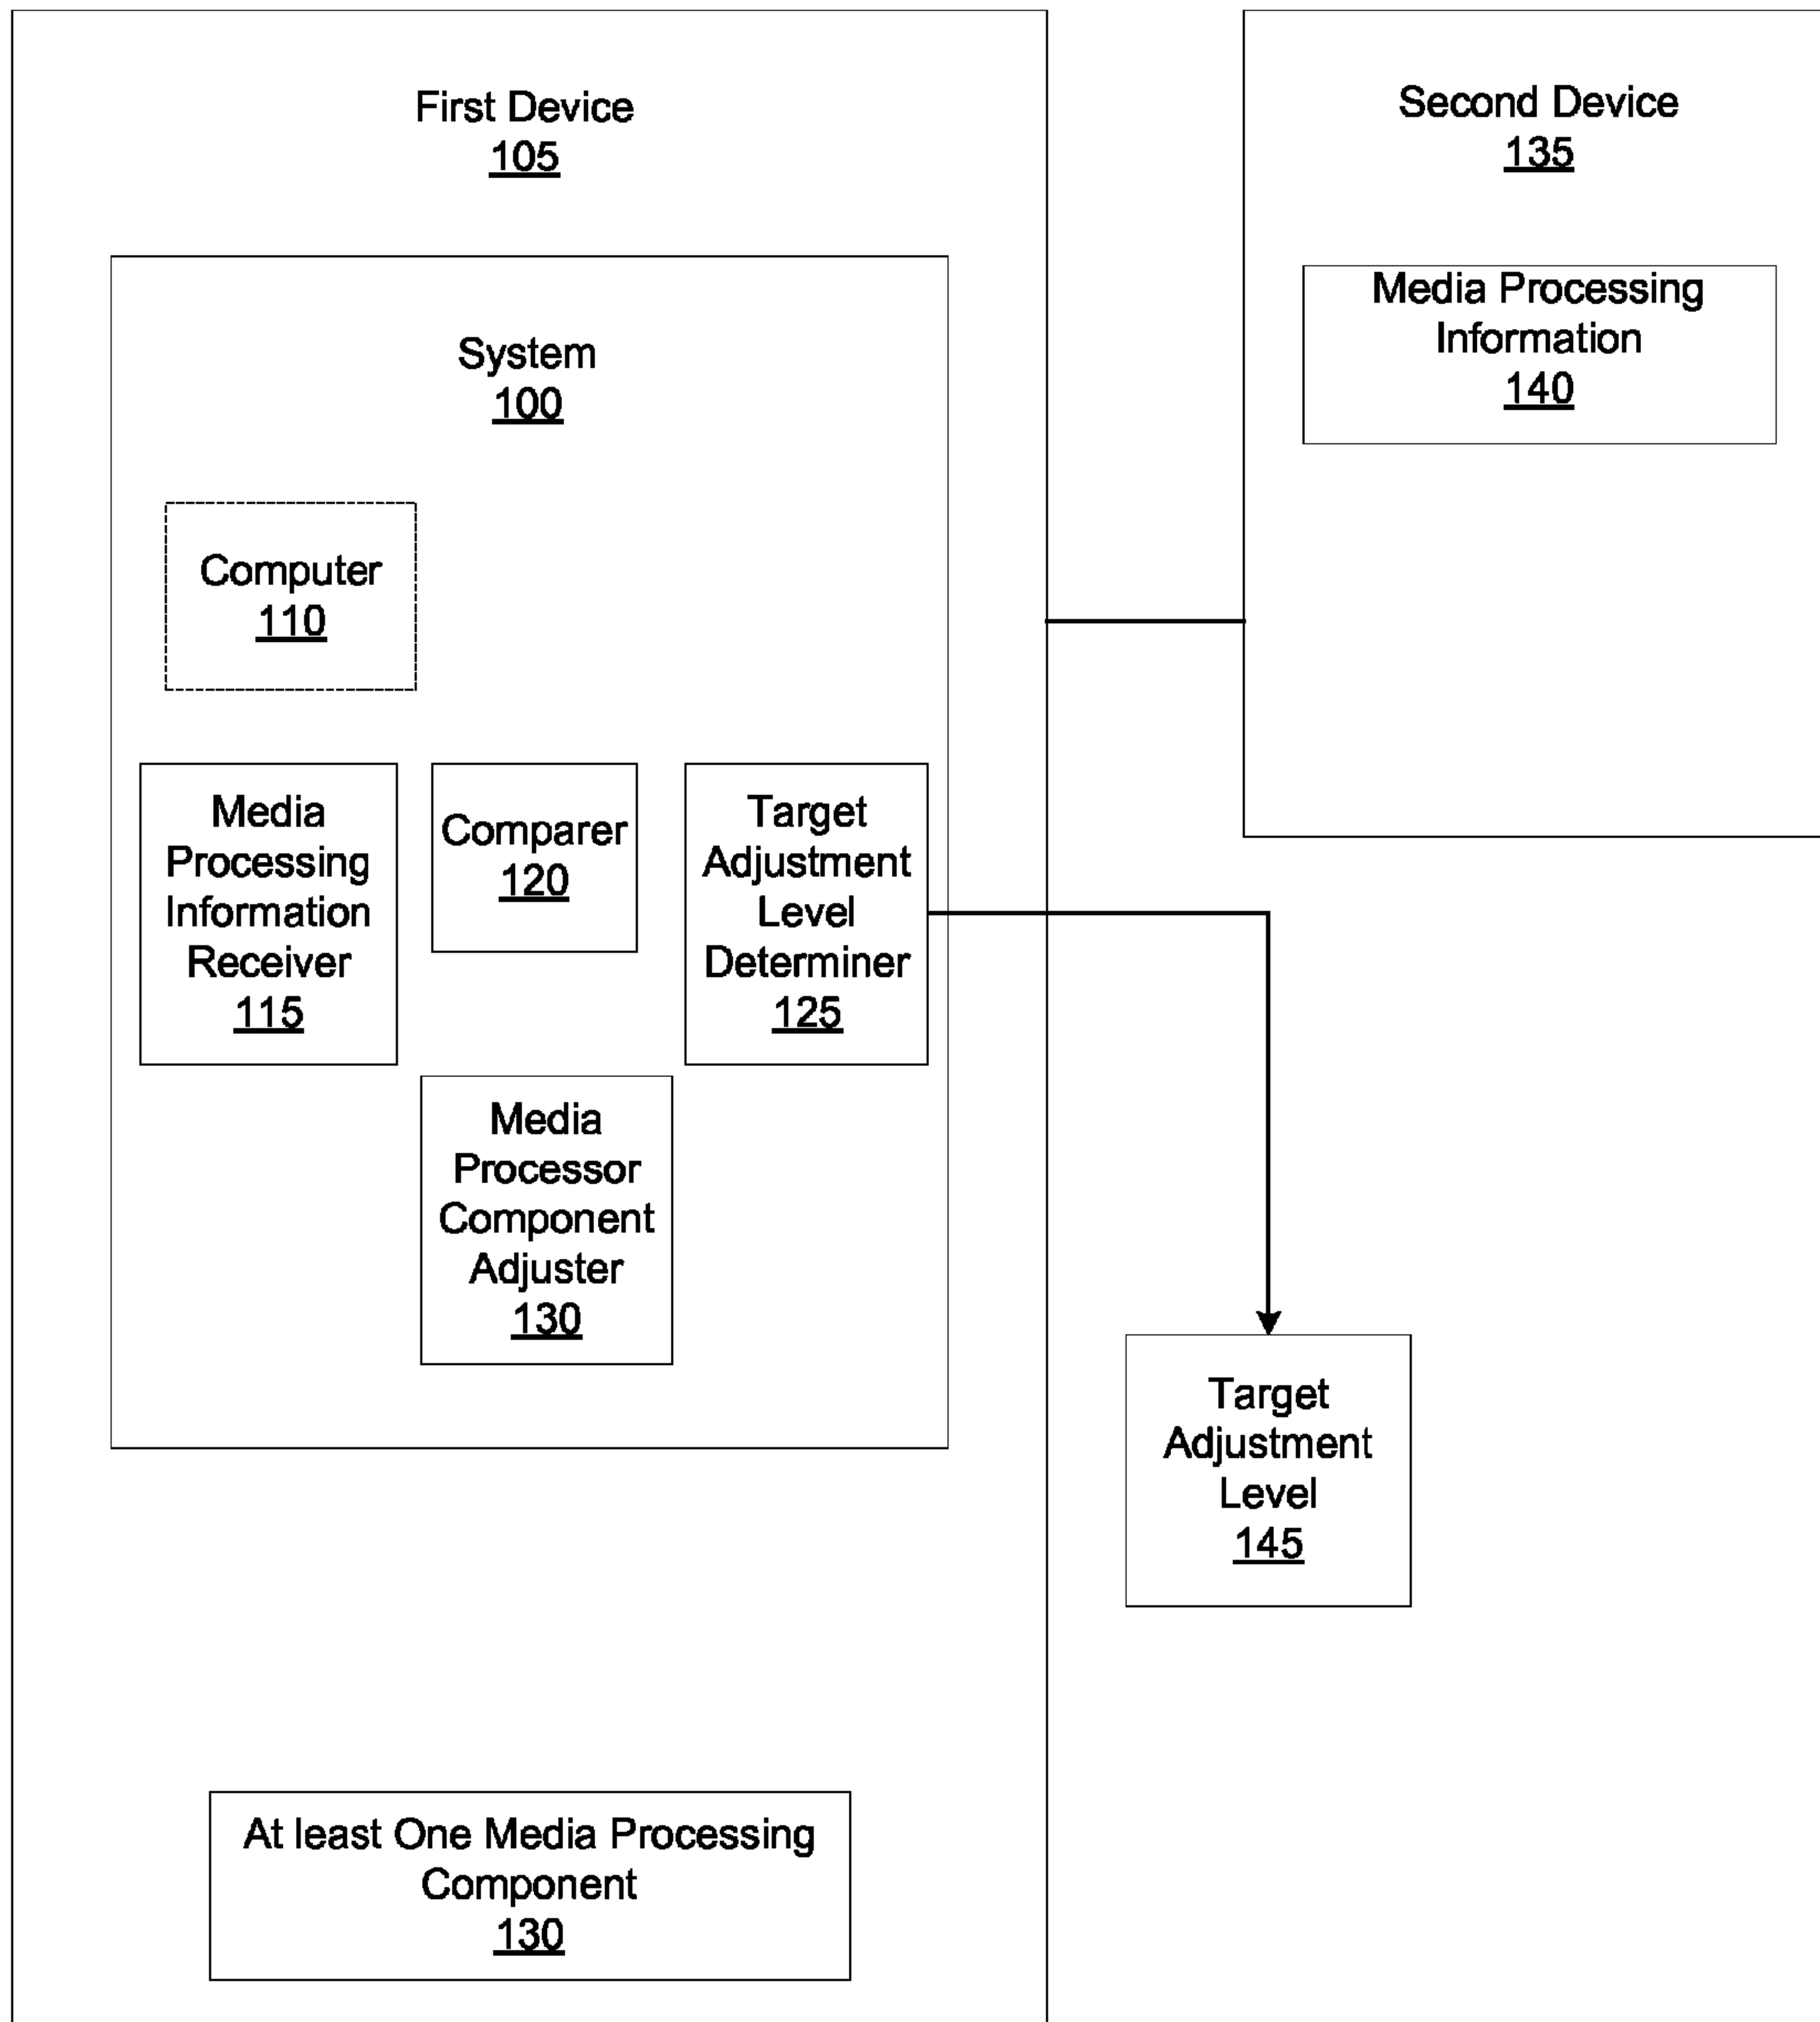 First Device
105
System
100
Computer
110
Media
Processing
Information
Receiver
115
Comparer
120
Target
Adjustment
Level
Determiner
125
Media
Processor
Component
Adjuster
130
At least One Media Processing
Component
130
Second Device
135
Media Processing
Information
140
Target
Adjustment
Level
145